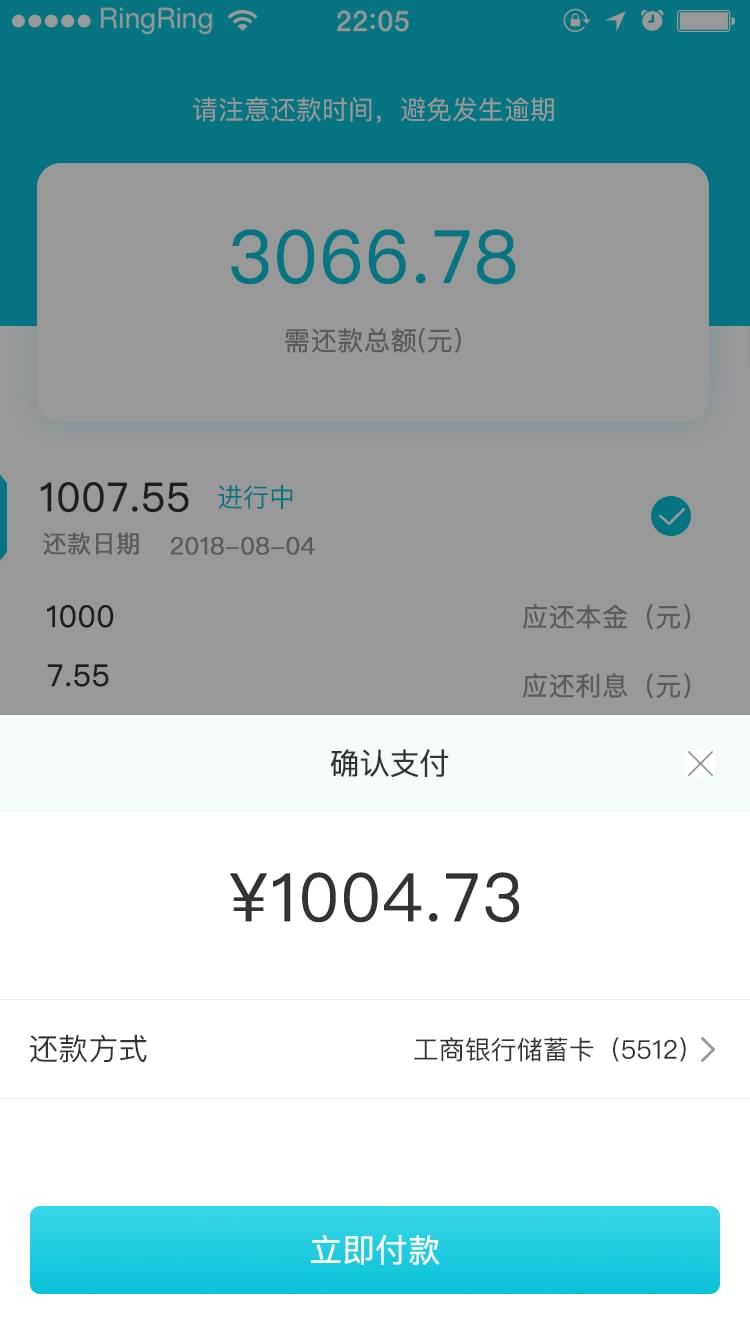 RingRing 22:05
请注意还款时间，避免发生逾期
3066.78
需还款总额(元)
1007.55 进行中
还款日期 2018-08-04
1000 应还本金（元）
7.55 应还利息（元）
确认支付
¥1004.73
还款方式 工商银行储蓄卡（5512）
立即付款